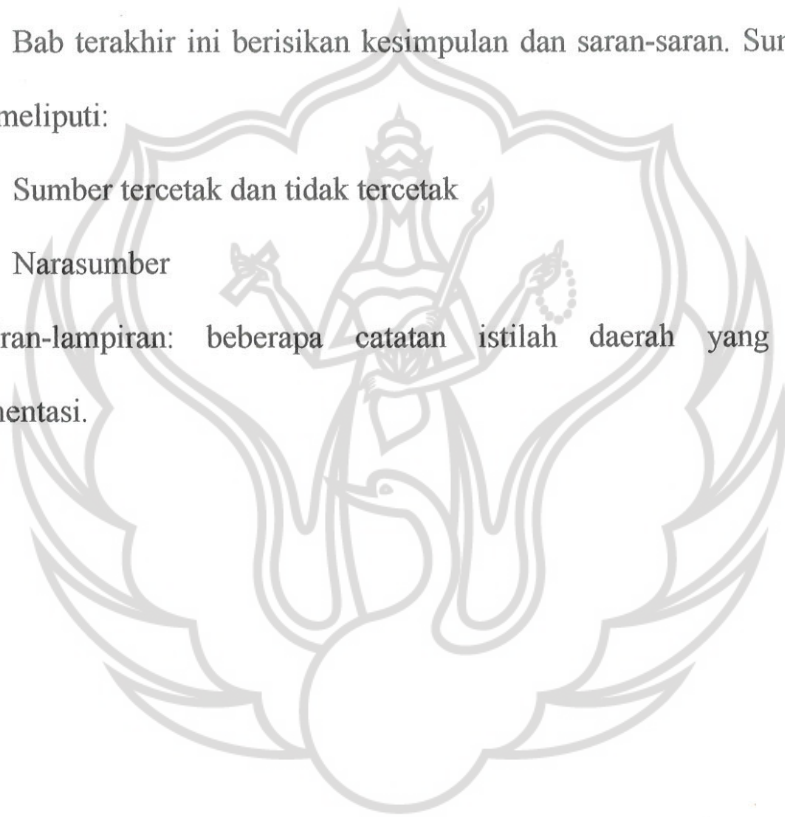 Bab terakhir ini berisikan kesimpulan dan saran-saran. Sun
meliputi:
Sumber tercetak dan tidak tercetak
Narasumber
ran-lampiran: beberapa catatan istilah daerah yang
nentasi.